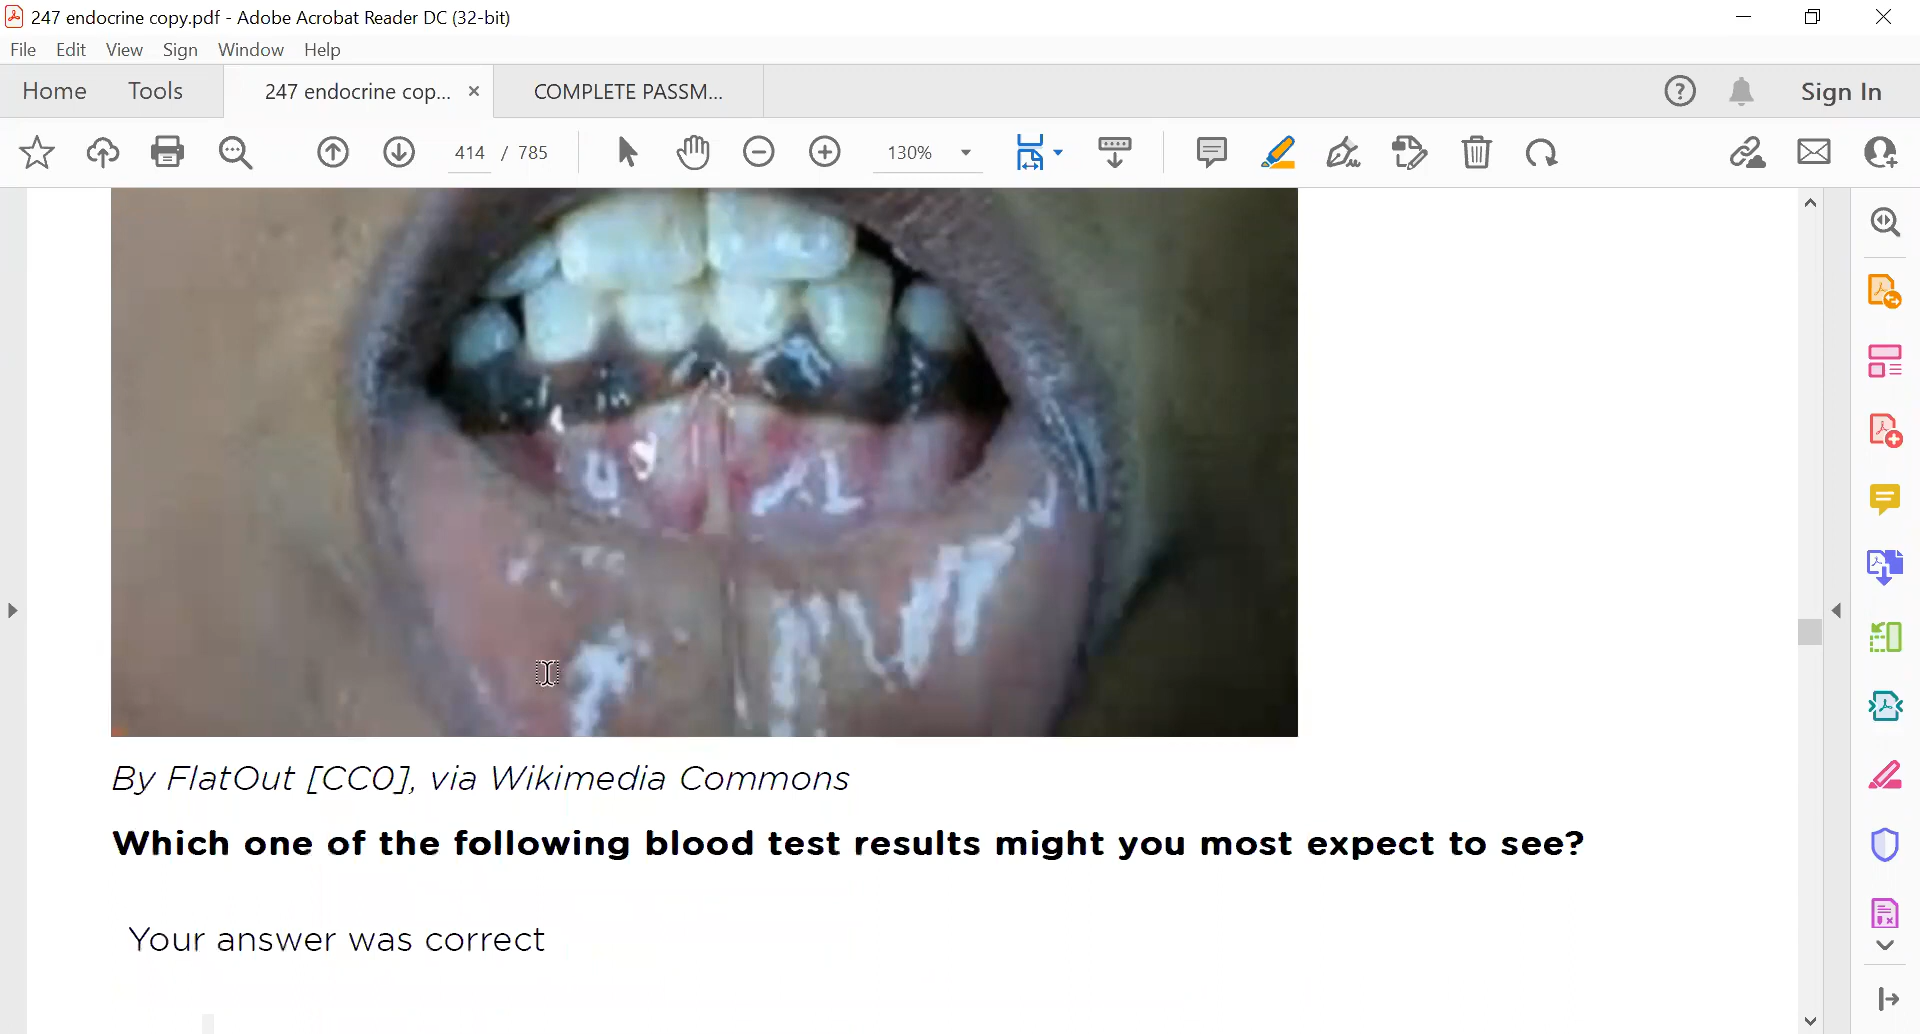 247 endocrine copy.pdf - Adobe Acrobat Reader DC (32-bit)
File Edit View Sign Window Help
Home Tools 247 endocrine cop... × COMPLETE PASSM... Sign In
414 / 785 130%
By FlatOut [CC0], via Wikimedia Commons
Which one of the following blood test results might you most expect to see?
Your answer was correct